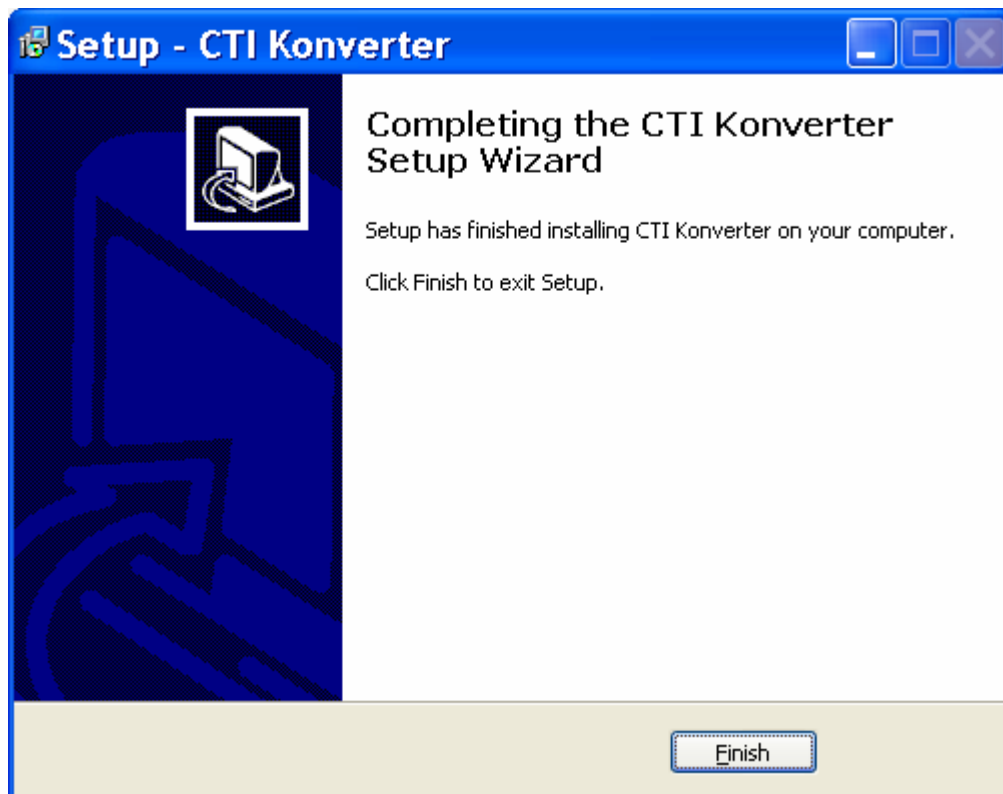 Setup - CTI Konverter
Completing the CTI Konverter
Setup Wizard
Setup has finished installing CTI Konverter on your computer.
Click Finish to exit Setup.
Finish